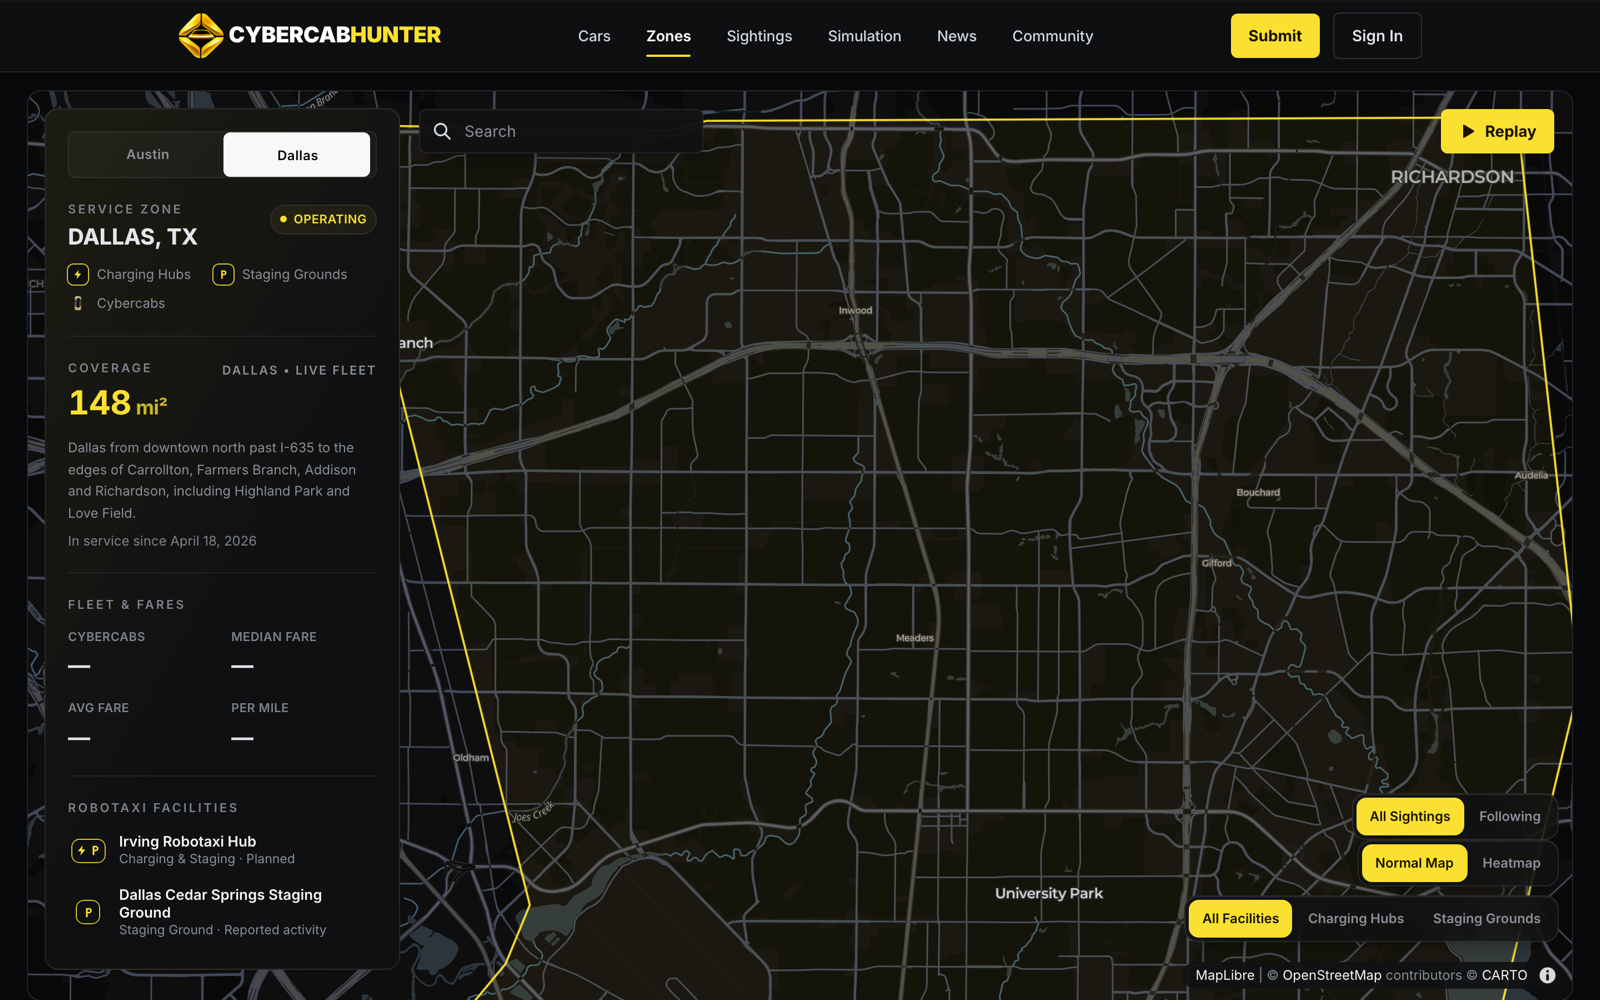 CYBERCABHUNTER
Cars
Zones
Sightings
Simulation
News
Community
Submit
Sign In
Austin
Dallas
SERVICE ZONE
OPERATING
DALLAS, TX
Charging Hubs
P
Staging Grounds
Cybercabs
COVERAGE
DALLAS • LIVE FLEET
148 mi²
Dallas from downtown north past I-635 to the
edges of Carrollton, Farmers Branch, Addison
and Richardson, including Highland Park and
Love Field.
In service since April 18, 2026
FLEET & FARES
CYBERCABS
MEDIAN FARE
—
—
AVG FARE
PER MILE
—
—
ROBOTAXI FACILITIES
P
Irving Robotaxi Hub
Charging & Staging · Planned
P
Dallas Cedar Springs Staging
Ground
Staging Ground · Reported activity
Search
Replay
RICHARDSON
Inwood
anch
Audelia
Bouchard
Gifford
Meaders
Oldham
Joes Creek
University Park
All Sightings
Following
Normal Map
Heatmap
All Facilities
Charging Hubs
Staging Grounds
MapLibre | © OpenStreetMap contributors © CARTO